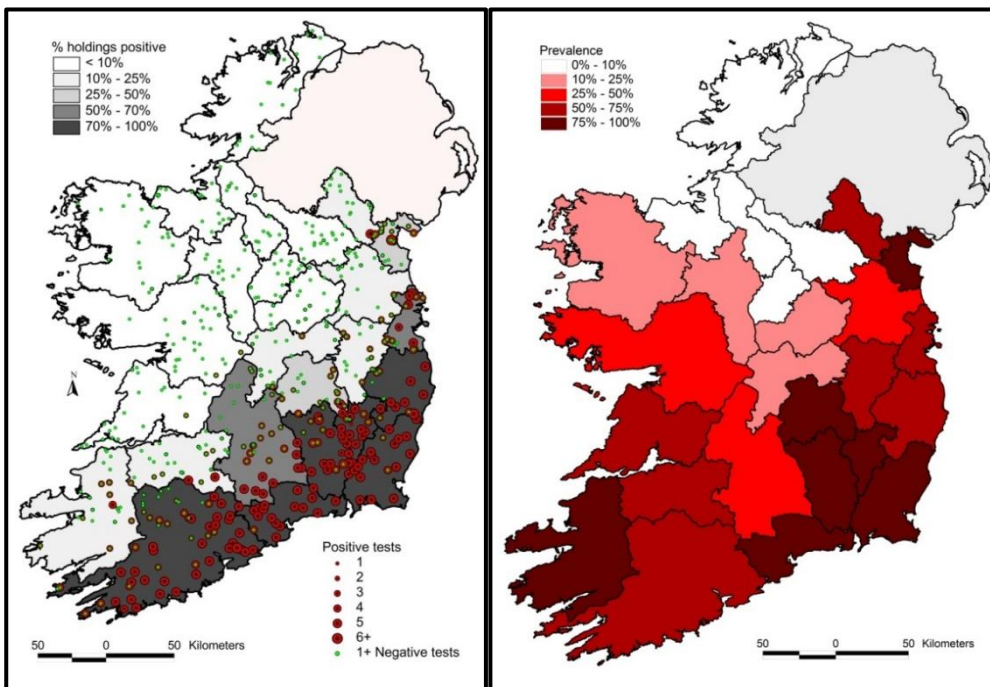 % holdings positive
< 10%
10% - 25%
25% - 50%
50% - 70%
70% - 100%
N
Positive tests
1
2
3
4
5
6+
1+ Negative tests
50 0 50 Kilometers
Prevalence
0% - 10%
10% - 25%
25% - 50%
50% - 75%
75% - 100%
50 0 50 Kilometers